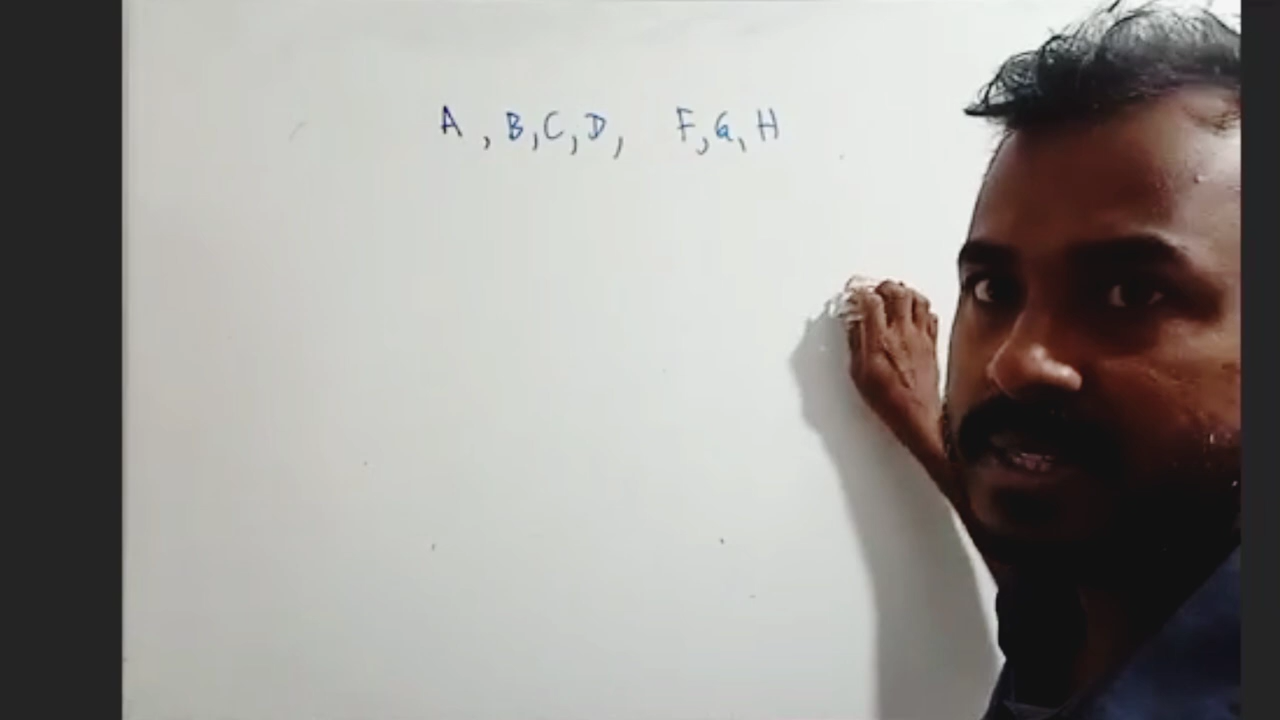 A , B, C, D, F, G, H